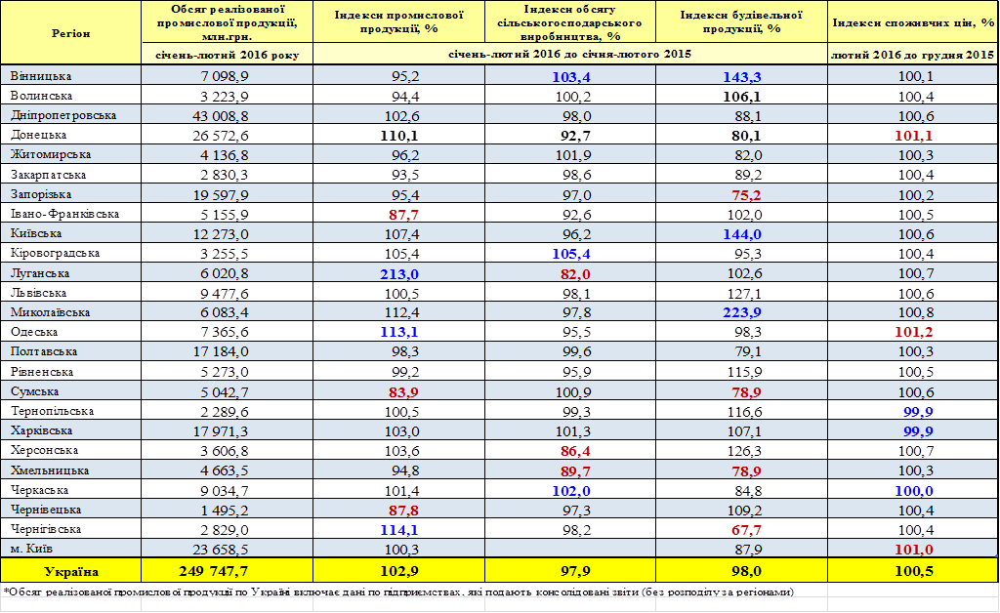 Регіон
Обсяг реалізованої промислової продукції, млн.грн.
Індекси промислової продукції, %
Індекси обсягу сільськогосподарського виробництва, %
Індекси будівельної продукції, %
Індекси споживчих цін, %
січень-лютий 2016 року
січень-лютий 2016 до січня-лютого 2015
лютий 2016 до грудня 2015
Вінницька 7 098,9 95,2 103,4 143,3 100,1
Волинська 3 223,9 94,4 100,2 106,1 100,4
Дніпропетровська 43 008,8 102,6 98,0 88,1 100,6
Донецька 26 572,6 110,1 92,7 80,1 101,1
Житомирська 4 136,8 96,2 101,9 82,0 100,3
Закарпатська 2 830,3 93,5 98,6 89,2 100,4
Запорізька 19 597,9 95,4 97,0 75,2 100,2
Івано-Франківська 5 155,9 87,7 92,6 102,0 100,5
Київська 12 273,0 107,4 96,2 144,0 100,6
Кіровоградська 3 255,5 105,4 105,4 95,3 100,4
Луганська 6 020,8 213,0 82,0 102,6 100,7
Львівська 9 477,6 100,5 98,1 127,1 100,6
Миколаївська 6 083,4 112,4 97,8 223,9 100,8
Одеська 7 365,6 113,1 95,5 98,3 101,2
Полтавська 17 184,0 98,3 99,6 79,1 100,3
Рівненська 5 273,0 99,2 95,9 115,9 100,5
Сумська 5 042,7 83,9 100,9 78,9 100,6
Тернопільська 2 289,6 100,5 99,3 116,6 99,9
Харківська 17 971,3 103,0 101,3 107,1 99,9
Херсонська 3 606,8 103,6 86,4 126,3 100,7
Хмельницька 4 663,5 94,8 89,7 78,9 100,3
Черкаська 9 034,7 101,4 102,0 84,8 100,0
Чернівецька 1 495,2 87,8 97,3 109,2 100,4
Чернігівська 2 829,0 114,1 98,2 67,7 100,4
м. Київ 23 658,5 100,3 87,9 101,0
Україна 249 747,7 102,9 97,9 98,0 100,5
*Обсяг реалізованої промислової продукції по Україні включає дані по підприємствах, які подають консолідовані звіти (без розподілу за регіонами)